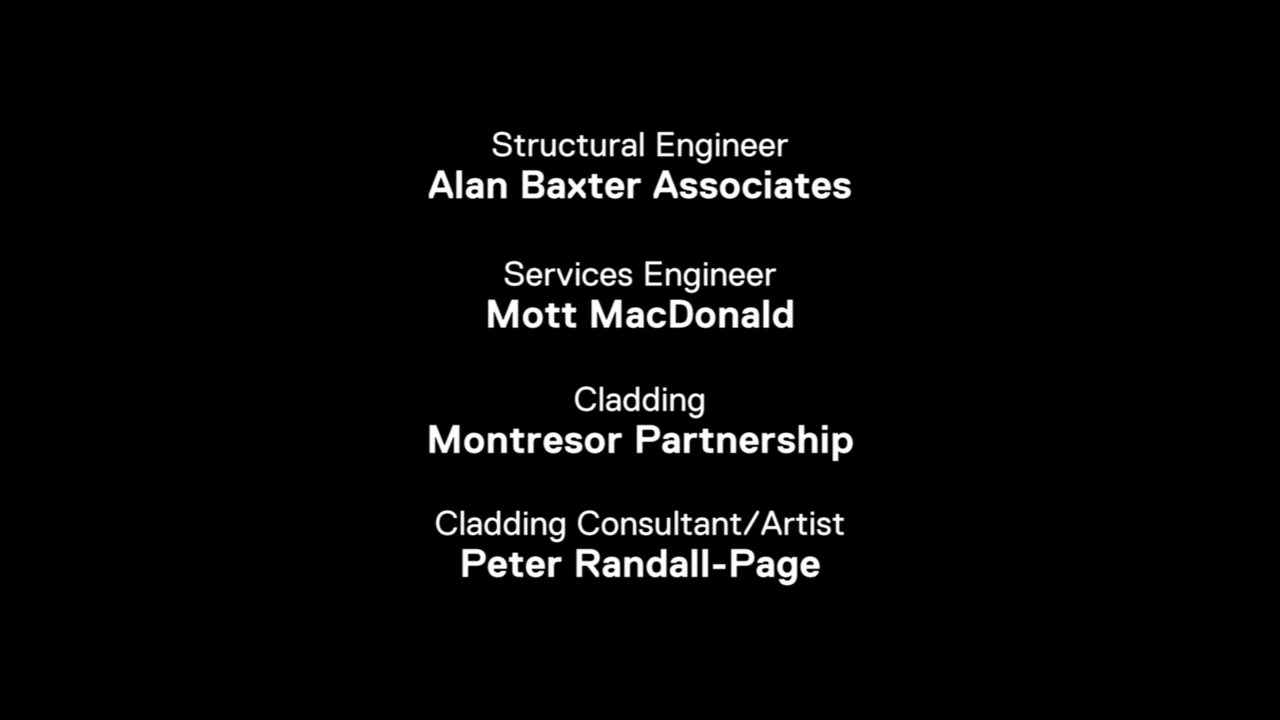 Structural Engineer
Alan Baxter Associates
Services Engineer
Mott MacDonald
Cladding
Montresor Partnership
Cladding Consultant/Artist
Peter Randall-Page